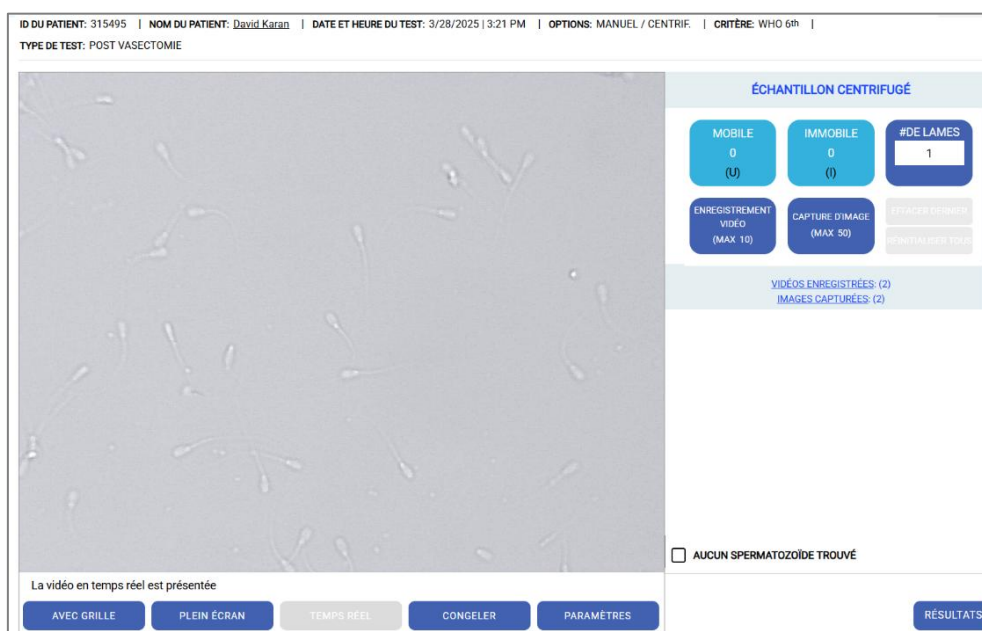 ID DU PATIENT: 315495 | NOM DU PATIENT: David Karan | DATE ET HEURE DU TEST: 3/28/2025 | 3:21 PM | OPTIONS: MANUEL / CENTRIF. | CRITÈRE: WHO 6th |
TYPE DE TEST: POST VASECTOMIE
ÉCHANTILLON CENTRIFUGÉ
MOBILE
0
(U)
IMMOBILE
0
(I)
#DE LAMES
1
ENREGISTREMENT
VIDÉO
(MAX 10)
CAPTURE D'IMAGE
(MAX 50)
EFFACER DERNIER
RÉINITIALISER TOUS
VIDÉOS ENREGISTRÉES: (2)
IMAGES CAPTURÉES: (2)
AUCUN SPERMATOZOÏDE TROUVÉ
La vidéo en temps réel est présentée
AVEC GRILLE
PLEIN ÉCRAN
TEMPS RÉEL
CONGELER
PARAMÈTRES
RÉSULTATS